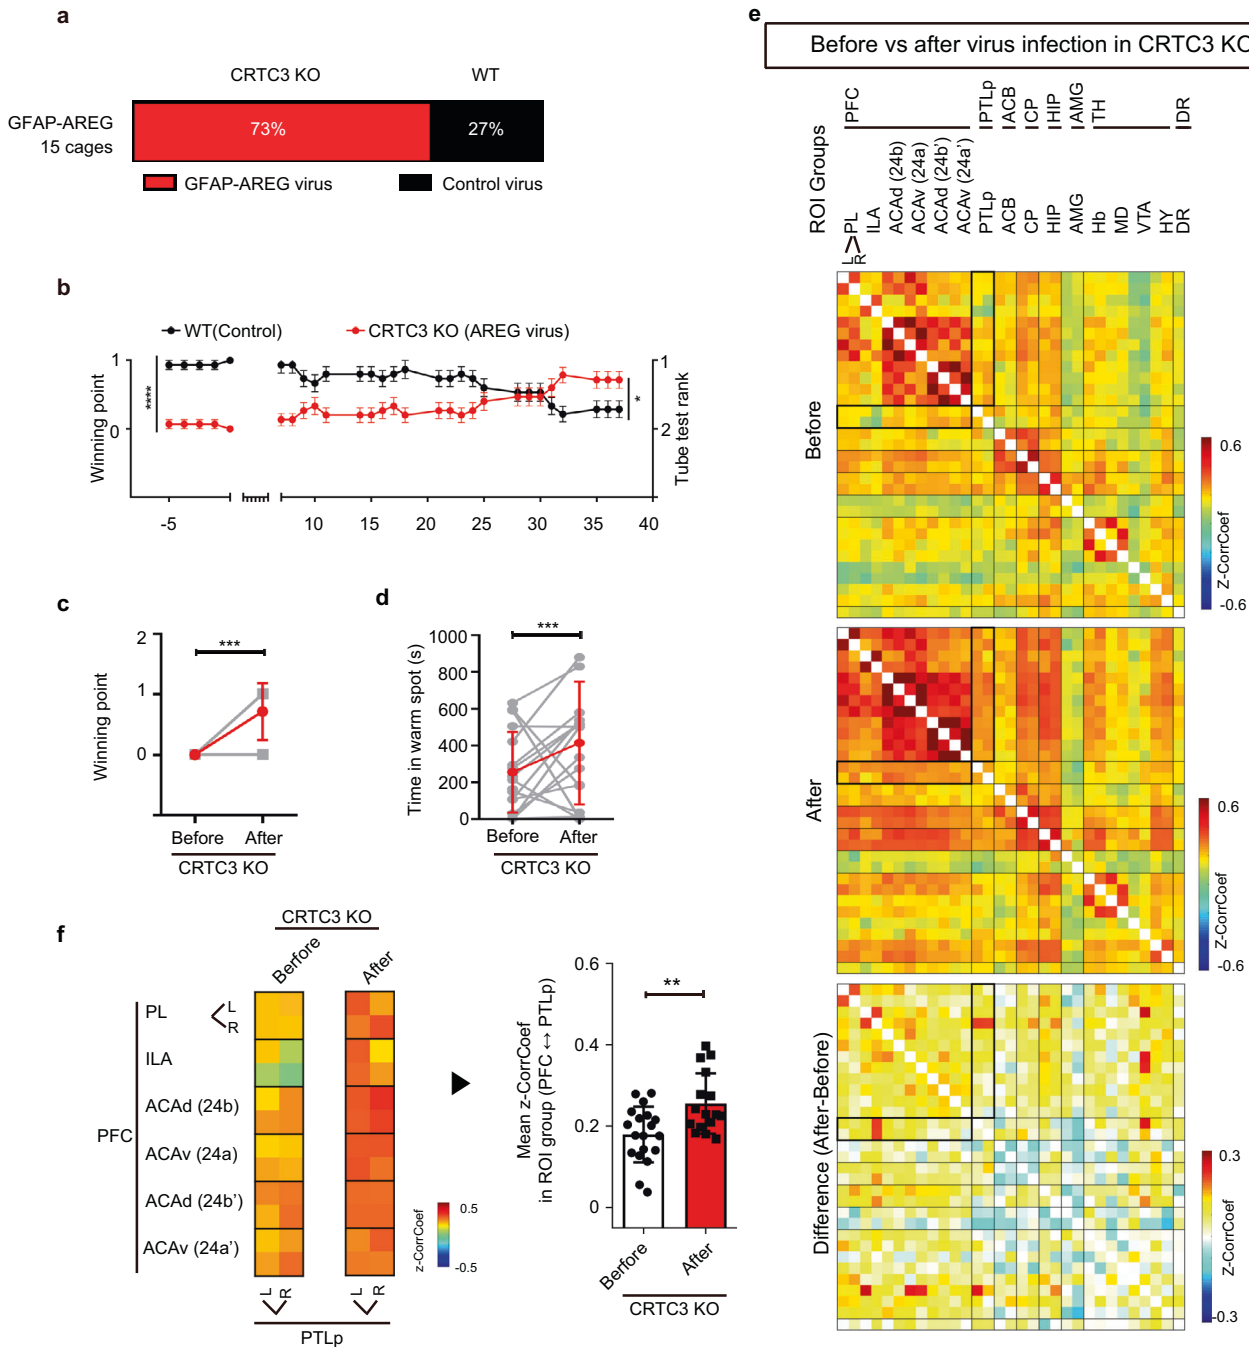 a
CRTC3 KO
WT
GFAP-AREG
15 cages
73%
27%
GFAP-AREG virus
Control virus
b
WT(Control)
CRTC3 KO (AREG virus)
Winning point
1
0
****
*
1
2
Tube test rank
-5
10
15
20
25
30
35
40
c
Winning point
2
1
0
***
Before
After
CRTC3 KO
d
Time in warm spot (s)
1000
800
600
400
200
0
***
Before
After
CRTC3 KO
e
Before vs after virus infection in CRTC3 KO
ROI Groups
PFC
PTLp
ACB
CP
HIP
AMG
TH
DR
L
R
PL
ILA
ACAd (24b)
ACAv (24a)
ACAd (24b')
ACAv (24a')
PTLp
ACB
CP
HIP
AMG
Hb
MD
VTA
HY
DR
Before
0.6
Z-CorrCoef
-0.6
After
0.6
Z-CorrCoef
-0.6
Difference (After-Before)
0.3
Z-CorrCoef
-0.3
f
CRTC3 KO
Berfore
After
PFC
PL
L
R
ILA
ACAd (24b)
ACAv (24a)
ACAd (24b')
ACAv (24a')
L
R
L
R
PTLp
0.5
z-CorrCoef
-0.5
Mean z-CorrCoef
in ROI group (PFC ↔ PTLp)
0.6
0.4
0.2
0
**
Berfore
After
CRTC3 KO